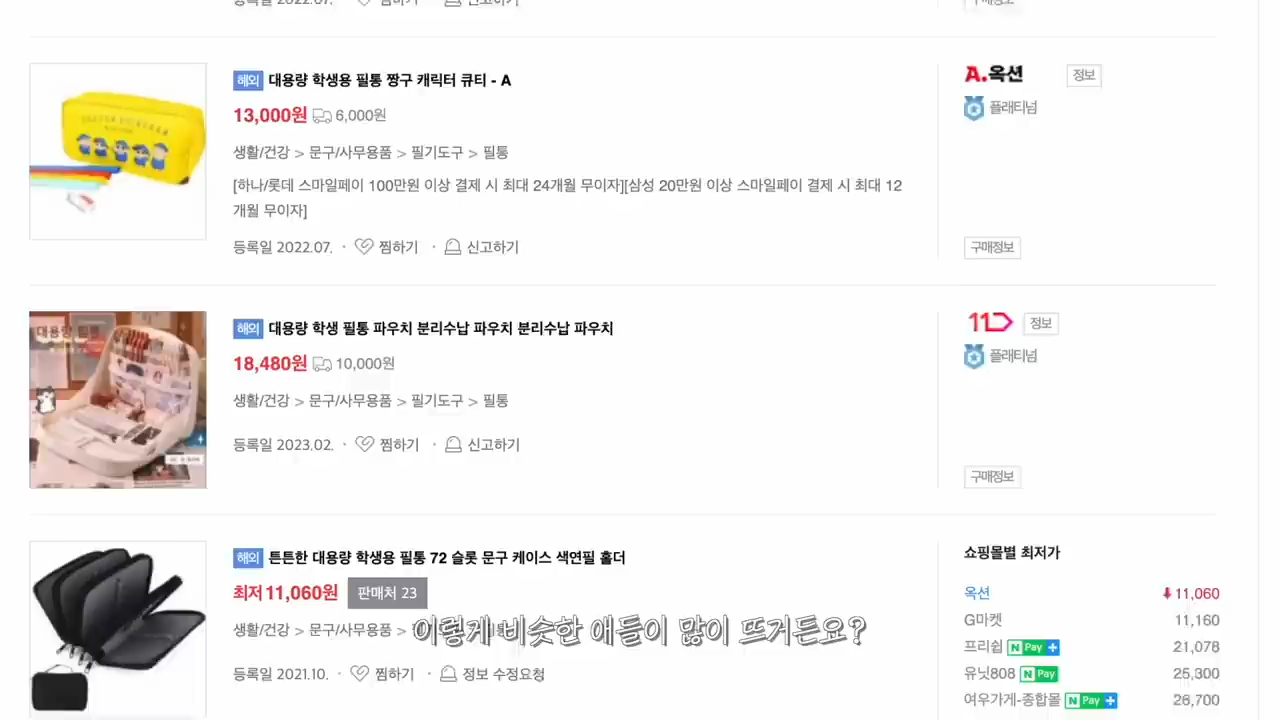 해외 대용량 학생용 필통 짱구 캐릭터 큐티 - A
13,000원 6,000원
생활/건강 > 문구/사무용품 > 필기도구 > 필통
[하나/롯데 스마일페이 100만원 이상 결제 시 최대 24개월 무이자][삼성 20만원 이상 스마일페이 결제 시 최대 12
개월 무이자]
등록일 2022.07. · 찜하기 · 신고하기
A.옥션 정보
플래티넘
구매정보
대용량 필통
해외 대용량 학생 필통 파우치 분리수납 파우치 분리수납 파우치
18,480원 10,000원
생활/건강 > 문구/사무용품 > 필기도구 > 필통
등록일 2023.02. · 찜하기 · 신고하기
11 정보
플래티넘
구매정보
해외 튼튼한 대용량 학생용 필통 72 슬롯 문구 케이스 색연필 홀더
최저 11,060원 판매처 23
생활/건강 > 문구/사무용품 >
이렇게 비슷한 애들이 많이 뜨거든요?
등록일 2021.10. · 찜하기 · 정보 수정요청
쇼핑몰별 최저가
옥션 11,060
G마켓 11,160
프리쉽 N Pay + 21,078
유닛808 N Pay 25,300
여우가게-종합몰 N Pay + 26,700